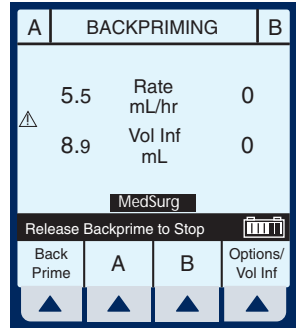 A BACKPRIMING B
5.5 Rate mL/hr 0
8.9 Vol Inf mL 0
MedSurg
Release Backprime to Stop
Back Prime A B Options/ Vol Inf